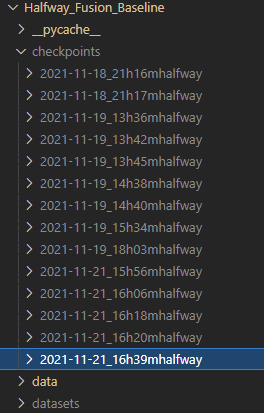 Halfway_Fusion_Baseline
__pycache__
checkpoints
2021-11-18_21h16mhalfway
2021-11-18_21h17mhalfway
2021-11-19_13h36mhalfway
2021-11-19_13h42mhalfway
2021-11-19_13h45mhalfway
2021-11-19_14h38mhalfway
2021-11-19_14h40mhalfway
2021-11-19_15h34mhalfway
2021-11-19_18h03mhalfway
2021-11-21_15h56mhalfway
2021-11-21_16h06mhalfway
2021-11-21_16h18mhalfway
2021-11-21_16h20mhalfway
2021-11-21_16h39mhalfway
data
datasets